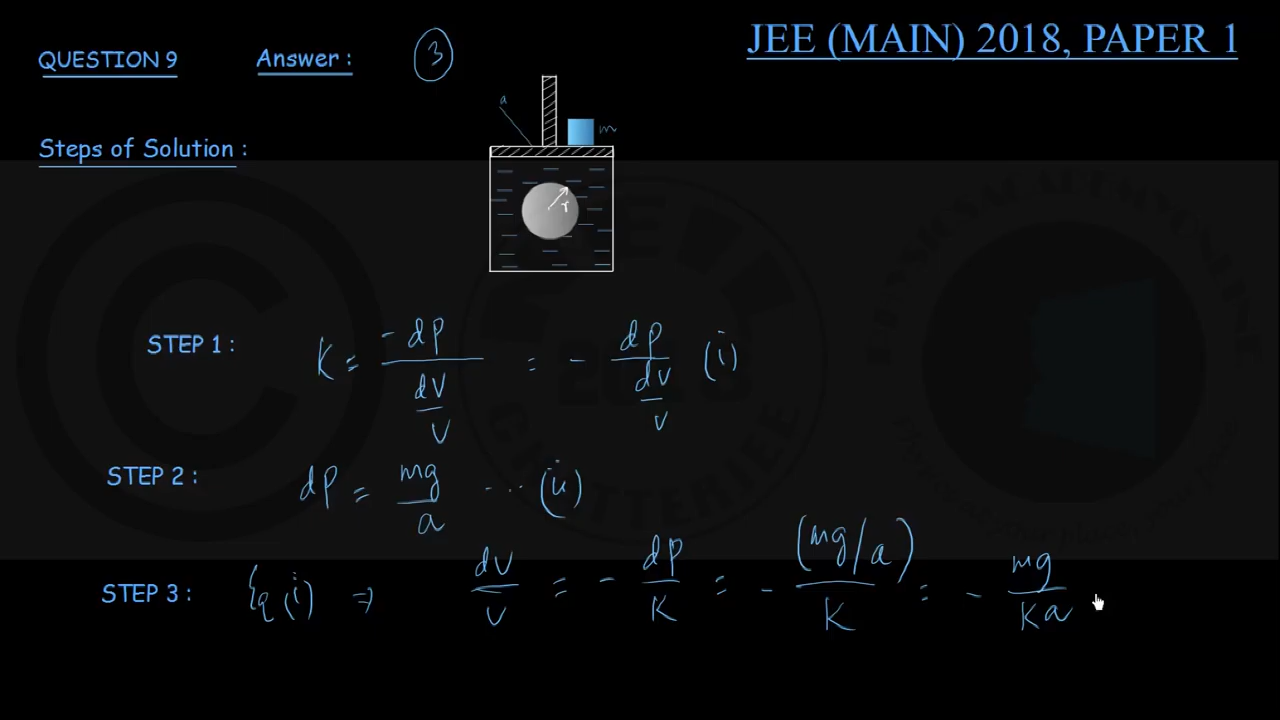 JEE (MAIN) 2018, PAPER 1
QUESTION 9 Answer : 3
a
m
Steps of Solution :
r
STEP 1 : K = -dP / (dV/V) = - dP / (dV/V) (i)
STEP 2 : dP = mg/a ... (ii)
STEP 3 : Eq (i) ⇒ dV/V = - dP/K = - (mg/a)/K = - mg/Ka